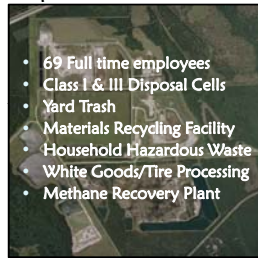 • 69 Full time employees
• Class I & III Disposal Cells
• Yard Trash
• Materials Recycling Facility
• Household Hazardous Waste
• White Goods/Tire Processing
• Methane Recovery Plant